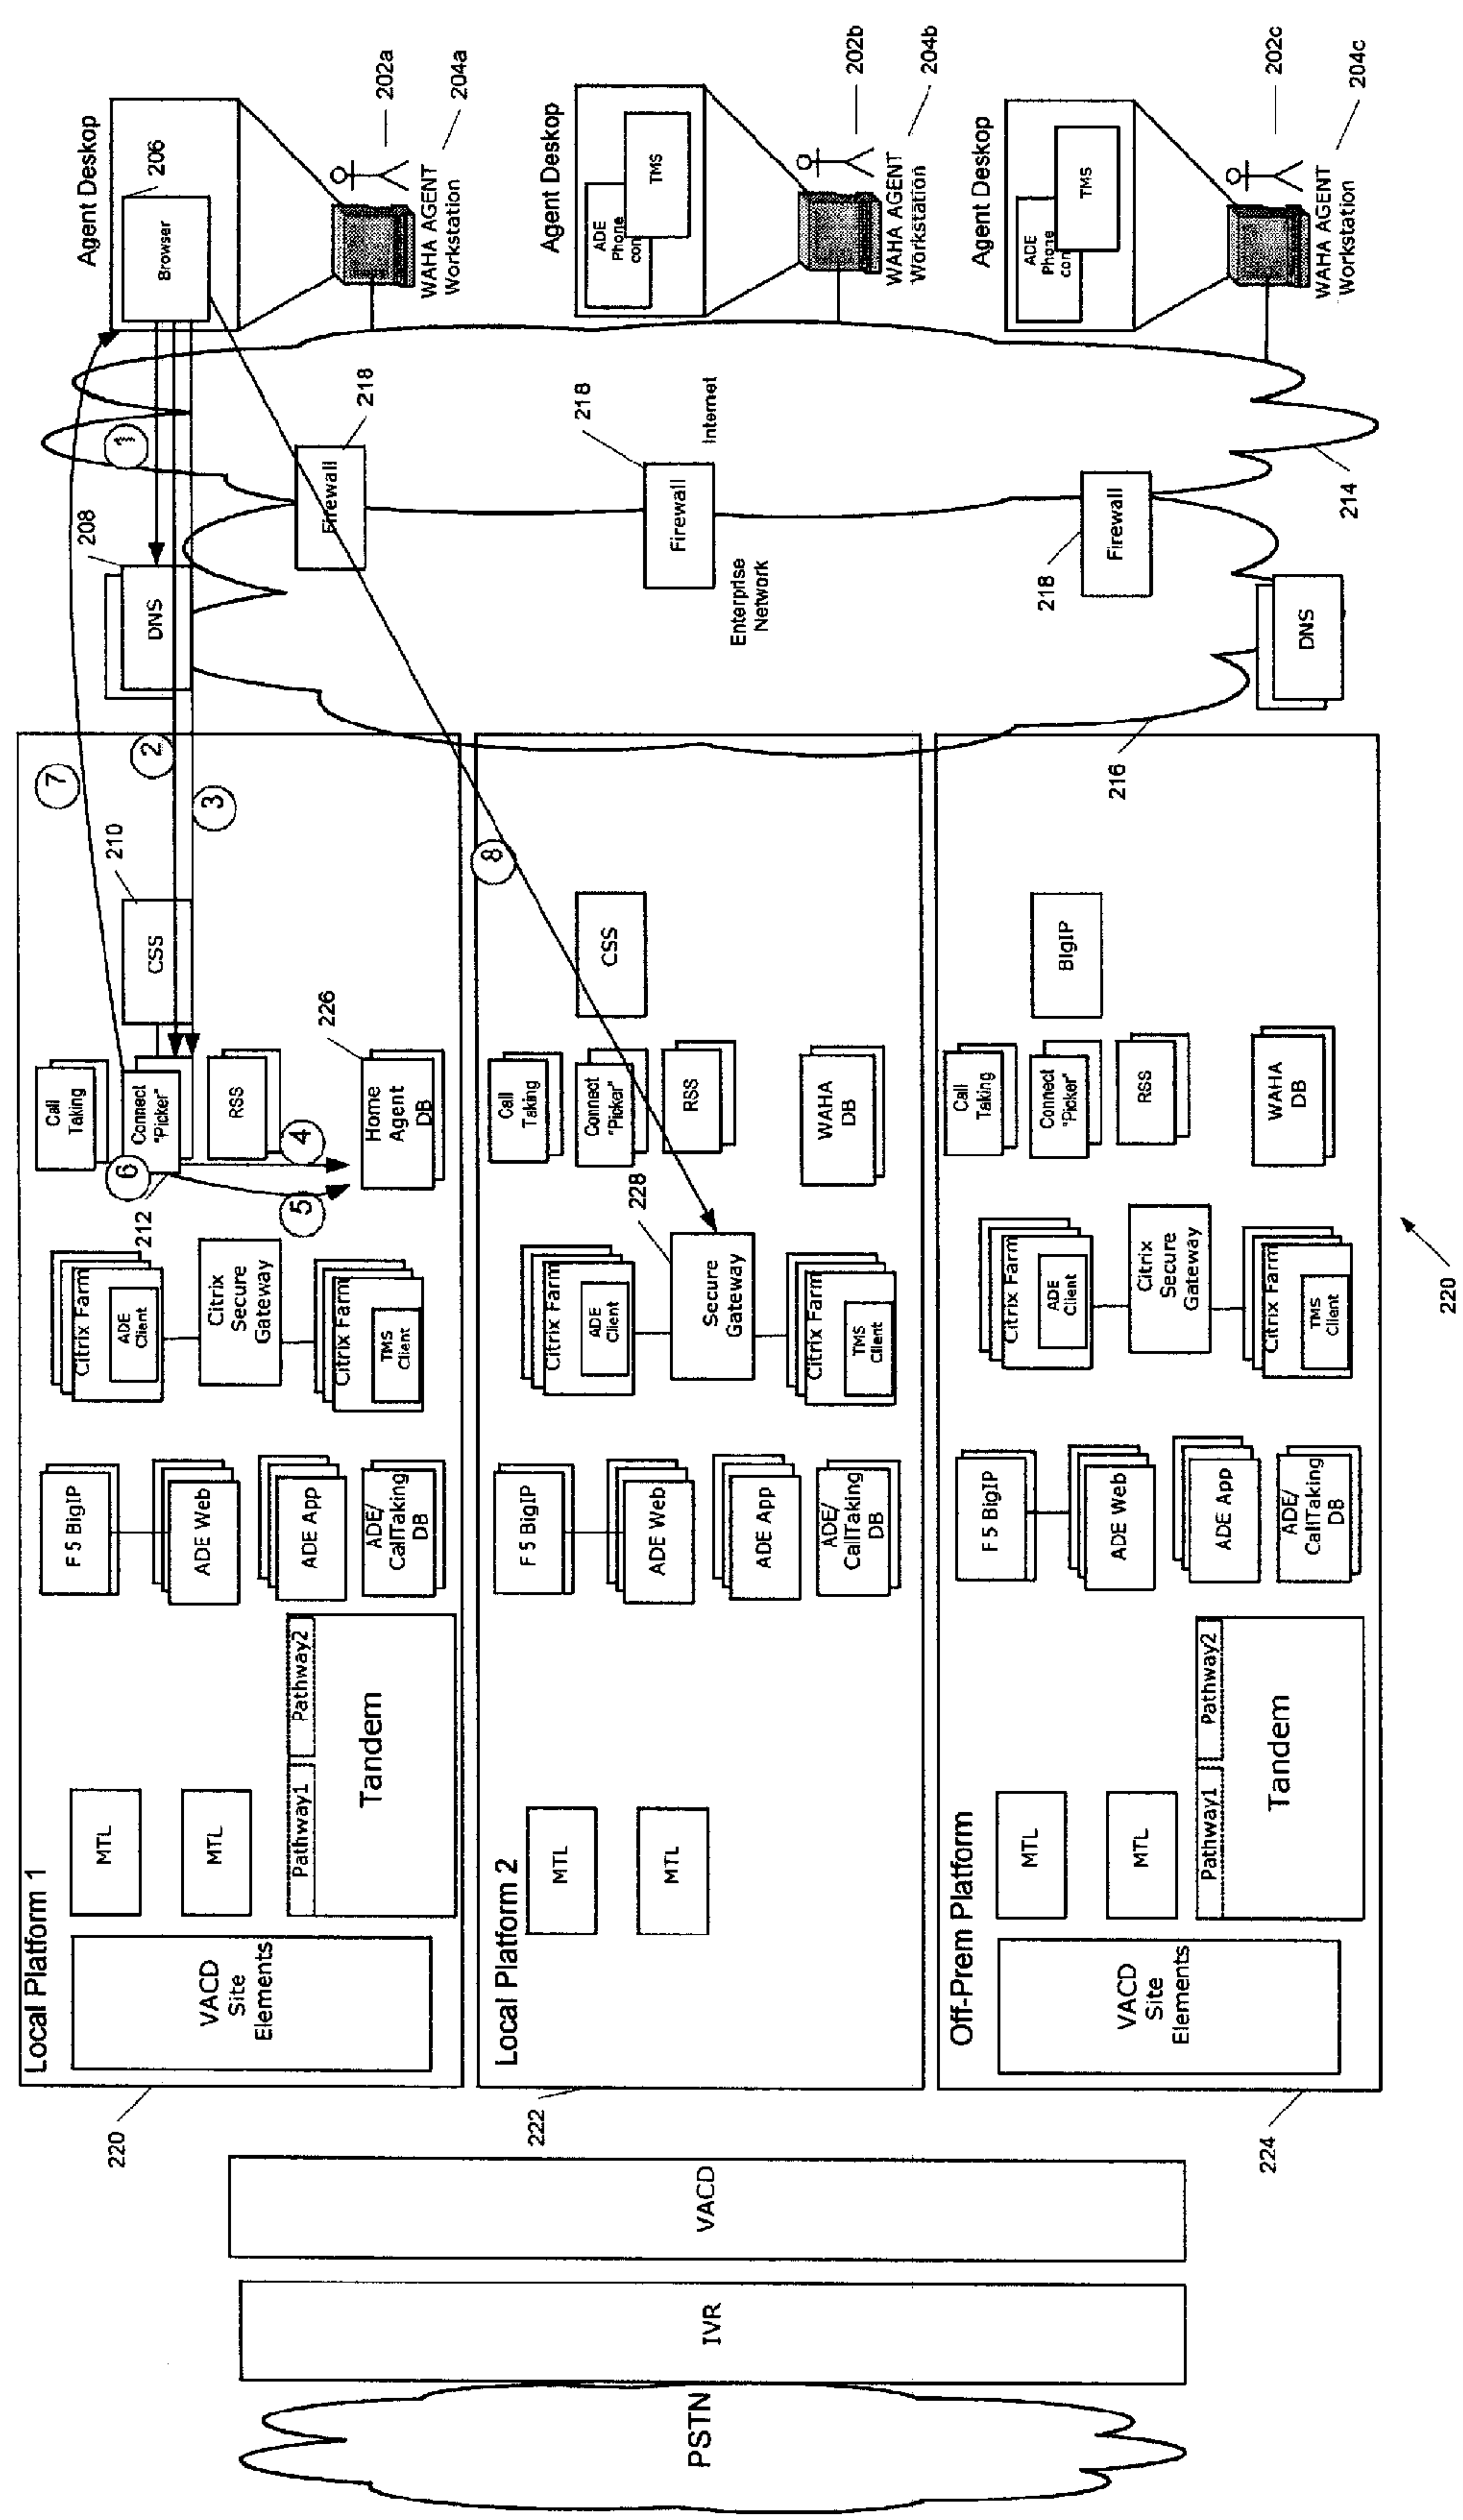 Local Platform 1
VACD
Site
Elements
MTL
MTL
Pathway1
Pathway2
Tandem
F 5 BigIP
ADE Web
ADE App
ADE/
CallTaking
DB
Citrix Farm
ADE
Client
Citrix
Secure
Gateway
Citrix Farm
TMS
Client
Call
Taking
Connect
"Picker"
RSS
Home
Agent
DB
CSS
DNS
220
212
226
210
208
1
2
3
4
5
6
7
8
Local Platform 2
MTL
MTL
F 5 BigIP
ADE Web
ADE App
ADE/
CallTaking
DB
Citrix Farm
ADE
Client
Secure
Gateway
Citrix Farm
TMS
Client
Call
Taking
Connect
"Picker"
RSS
WAHA
DB
CSS
222
228
Off-Prem Platform
VACD
Site
Elements
MTL
MTL
Pathway1
Pathway2
Tandem
F 5 BigIP
ADE Web
ADE App
ADE/
CallTaking
DB
Citrix Farm
ADE
Client
Citrix
Secure
Gateway
Citrix Farm
TMS
Client
Call
Taking
Connect
"Picker"
RSS
WAHA
DB
BigIP
224
220
PSTN
IVR
VACD
Enterprise
Network
Internet
Firewall
218
Firewall
218
Firewall
218
DNS
216
214
Agent Deskop
Browser
206
WAHA AGENT
Workstation
202a
204a
Agent Deskop
ADE
Phone
con
TMS
WAHA AGENT
Workstation
202b
204b
Agent Deskop
ADE
Phone
con
TMS
WAHA AGENT
Workstation
202c
204c